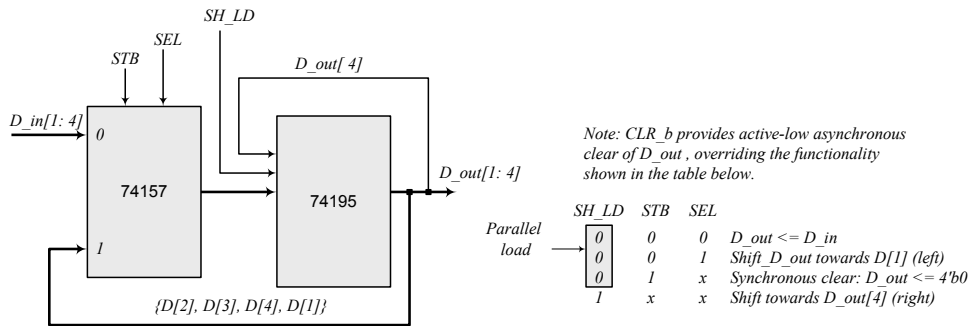 SH_LD
SEL
STB
D_out[ 4]
D_in[1: 4]
0
74157
1
74195
D_out[1: 4]
{D[2], D[3], D[4], D[1]}
Note: CLR_b provides active-low asynchronous
clear of D_out , overriding the functionality
shown in the table below.
SH_LD STB SEL
Parallel
load
0 0 0 D_out <= D_in
0 0 1 Shift_D_out towards D[1] (left)
0 1 x Synchronous clear: D_out <= 4'b0
1 x x Shift towards D_out[4] (right)